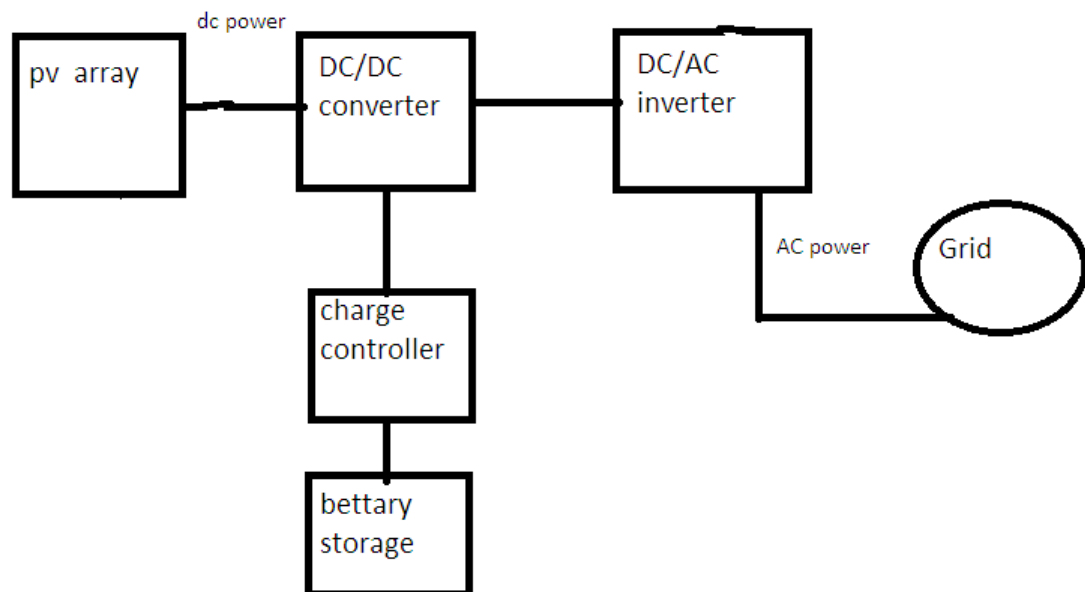 dc power
pv array
DC/DC
converter
DC/AC
inverter
AC power
Grid
charge
controller
bettary
storage